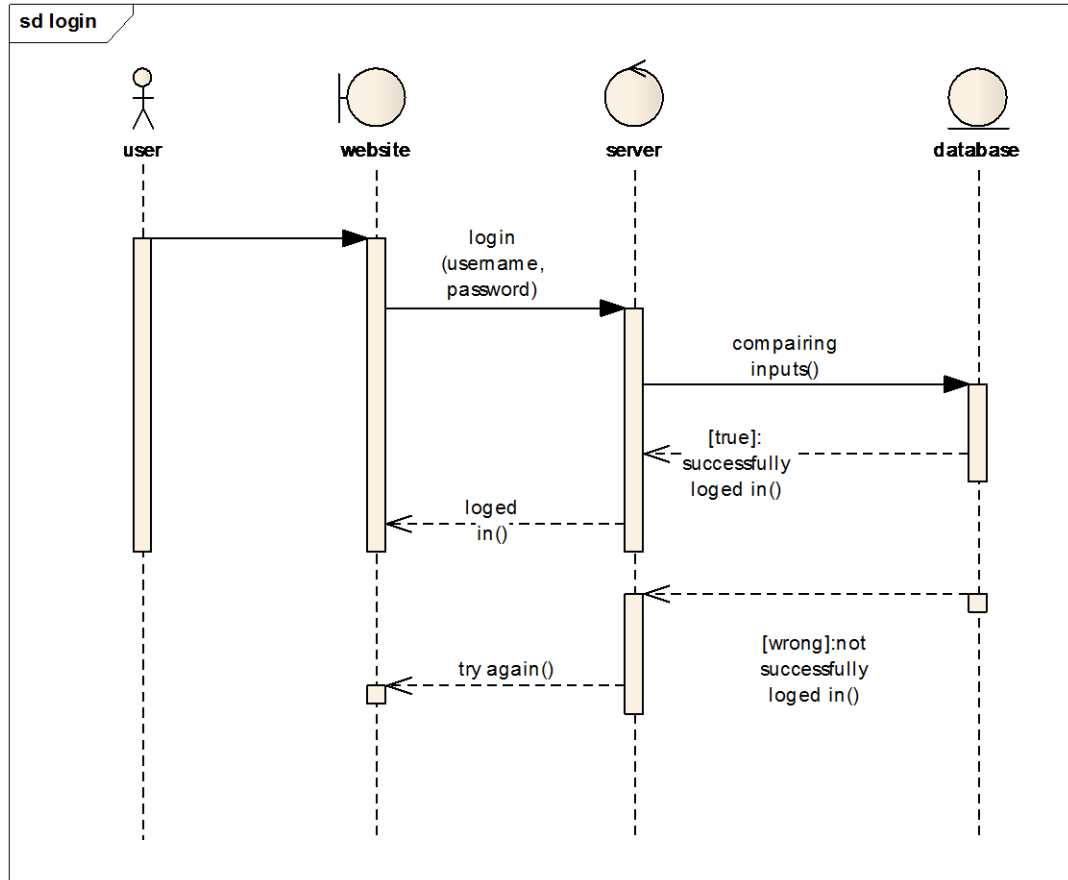 sd login
user
website
server
database
login
(username,
password)
compairing
inputs()
[true]:
successfully
loged in()
loged
in()
[wrong]:not
successfully
loged in()
try again()